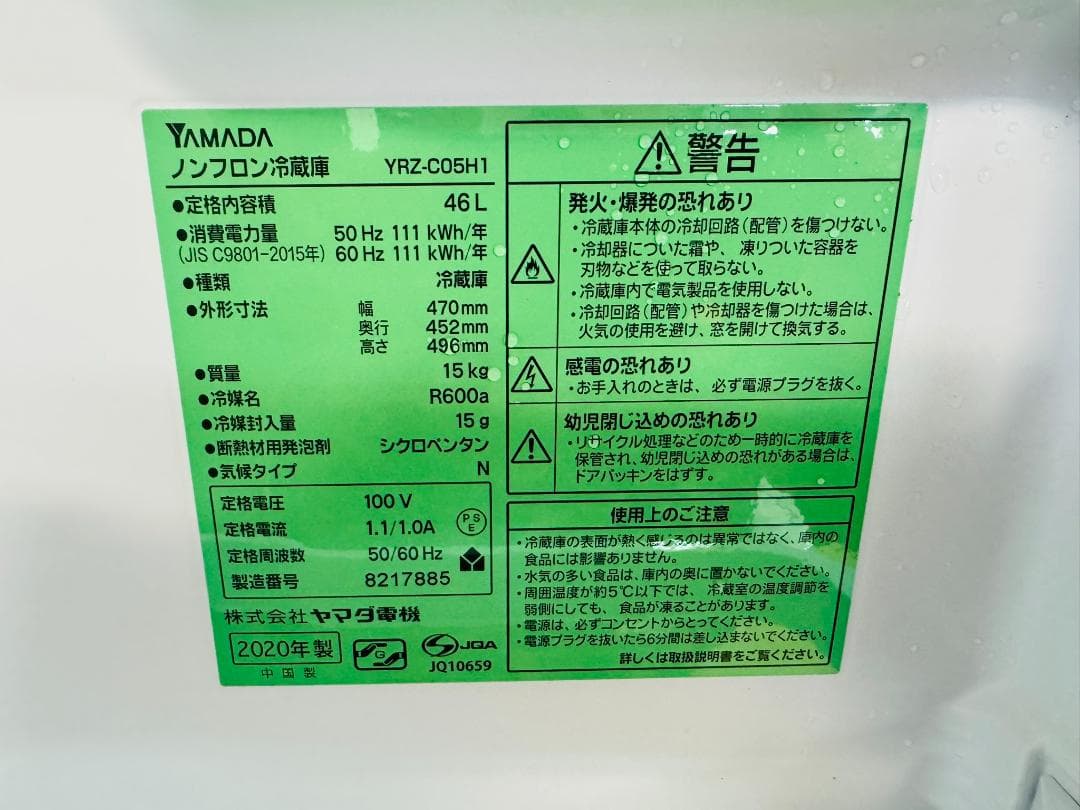 YAMADA
ノンフロン冷蔵庫 YRZ-C05H1
●定格内容積 46 L
●消費電力量 50 Hz 111 kWh/年
(JIS C9801-2015年) 60 Hz 111 kWh/年
●種類 冷蔵庫
●外形寸法 幅 470mm
奥行 452mm
高さ 496mm
●質量 15 kg
●冷媒名 R600a
●冷媒封入量 15 g
●断熱材用発泡剤 シクロペンタン
●気候タイプ N
定格電圧 100 V
定格電流 1.1/1.0A
PS
E
定格周波数 50/60 Hz
製造番号 8217885
株式会社 ヤマダ電機
2020年 製
中国製
G
JQA
JQ10659
警告
発火・爆発の恐れあり
・冷蔵庫本体の冷却回路(配管)を傷つけない。
・冷却器についた霜や、凍りついた容器を
刃物などを使って取らない。
・冷蔵庫内で電気製品を使用しない。
・冷却回路(配管)や冷却器を傷つけた場合は、
火気の使用を避け、窓を開けて換気する。
感電の恐れあり
・お手入れのときは、必ず電源プラグを抜く。
幼児閉じ込めの恐れあり
・リサイクル処理などのため一時的に冷蔵庫を
保管され、幼児閉じ込めの恐れがある場合は、
ドアパッキンをはずす。
使用上のご注意
・冷蔵庫の表面が熱く感じるのは異常ではなく、庫内の
食品には影響ありません。
・水気の多い食品は、庫内の奥に置かないでください。
・周囲温度が約5℃以下では、冷蔵室の温度調節を
弱側にしても、食品が凍ることがあります。
・電源は、必ずコンセントからとってください。
・電源プラグを抜いたら6分間は差し込まないでください。
詳しくは取扱説明書をご覧ください。